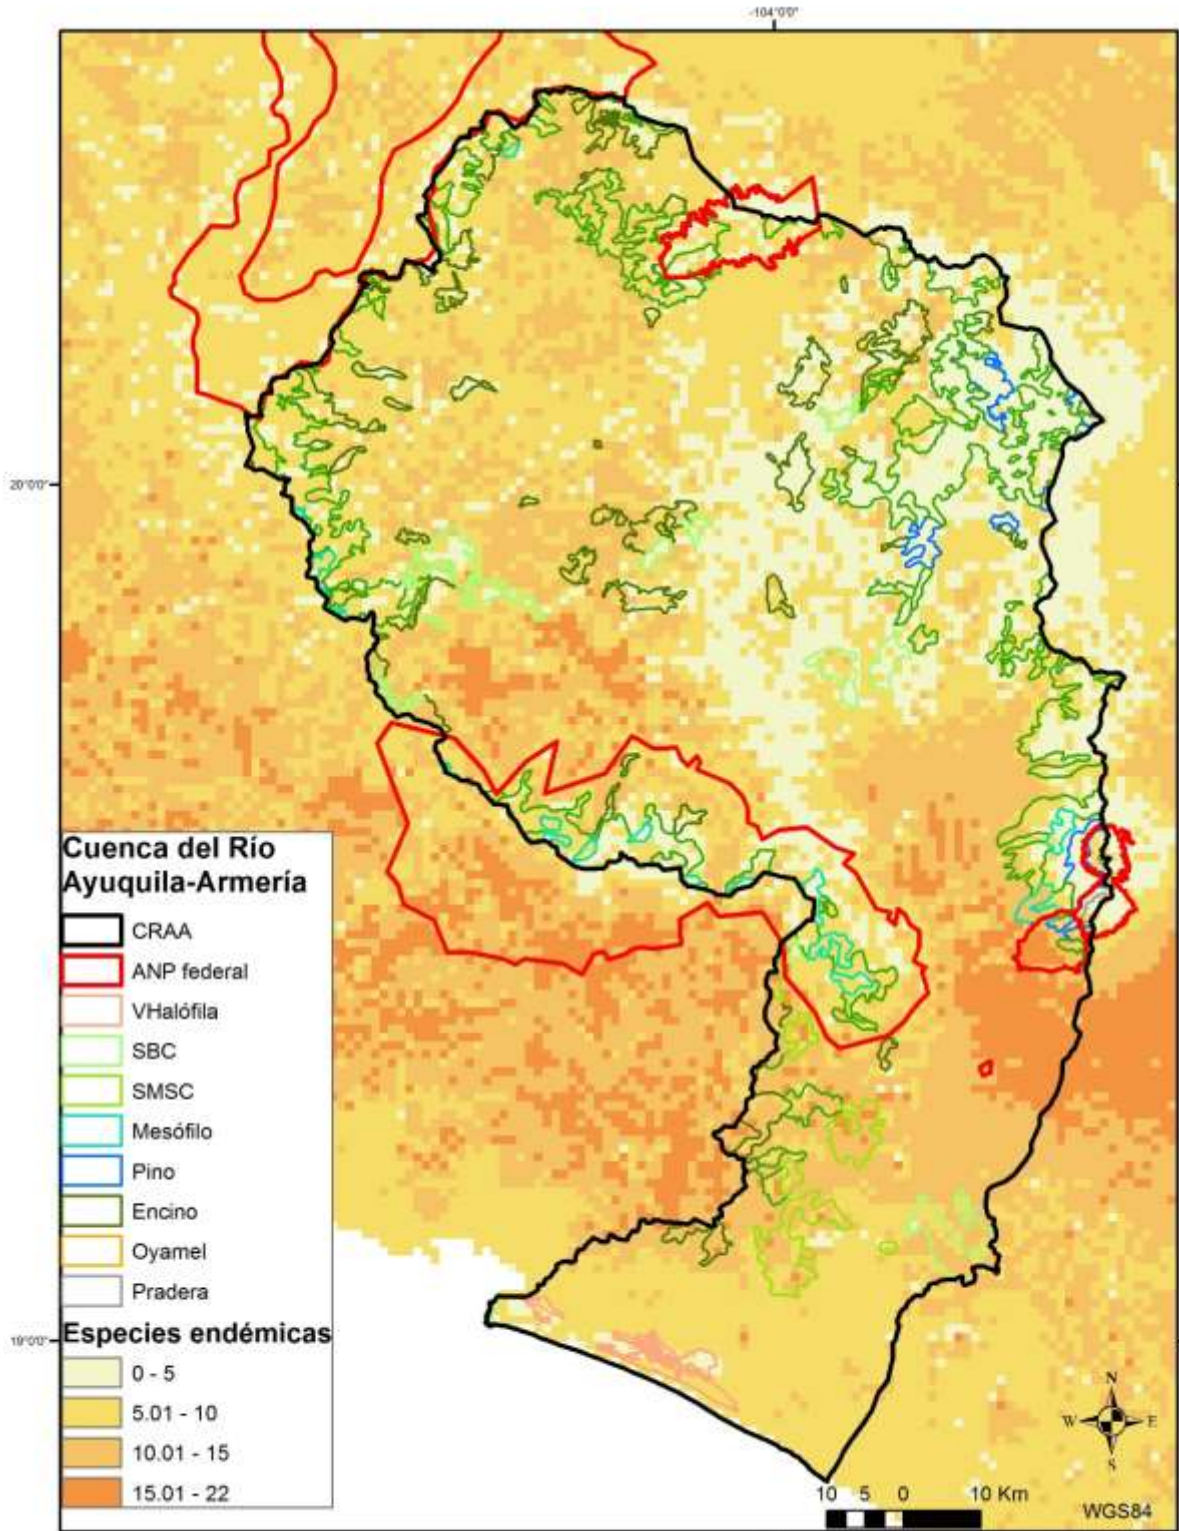 -104°0'0"
20°0'0"
Cuenca del Río
Ayuquila-Armería
CRAA
ANP federal
VHalófila
SBC
SMSC
Mesófilo
Pino
Encino
Oyamel
Pradera
19°0'0"
Especies endémicas
0 - 5
5.01 - 10
10.01 - 15
15.01 - 22
N
W E
S
10 5 0 10 Km
WGS84